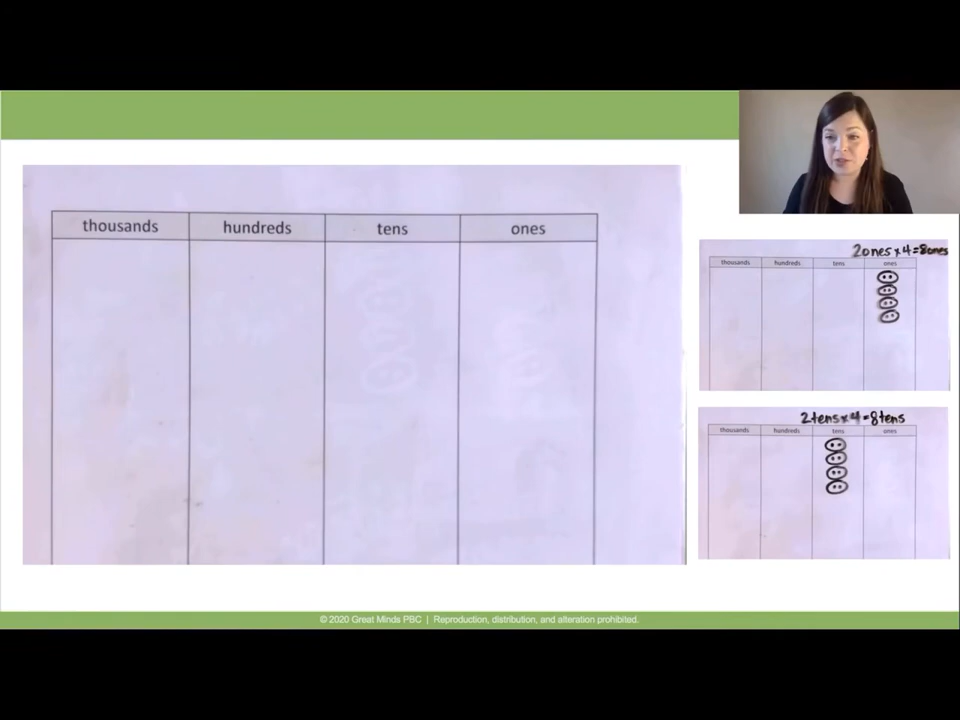 thousands hundreds tens ones
2ones×4=8ones
thousands hundreds tens ones
2tens×4=8tens
thousands hundreds tens ones
© 2020 Great Minds PBC | Reproduction, distribution, and alteration prohibited.